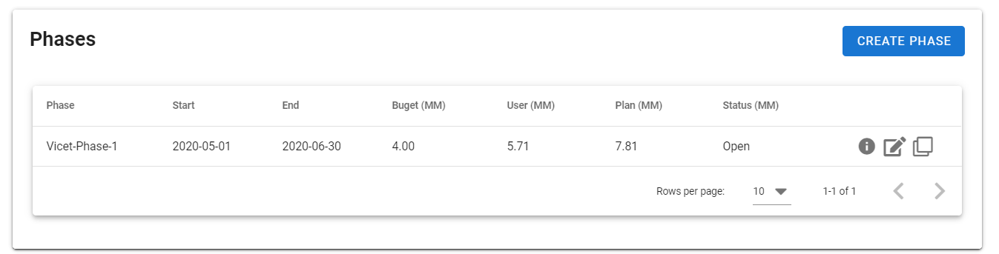 Phases
CREATE PHASE
Phase Start End Buget (MM) User (MM) Plan (MM) Status (MM)
Vicet-Phase-1 2020-05-01 2020-06-30 4.00 5.71 7.81 Open
Rows per page: 10 1-1 of 1